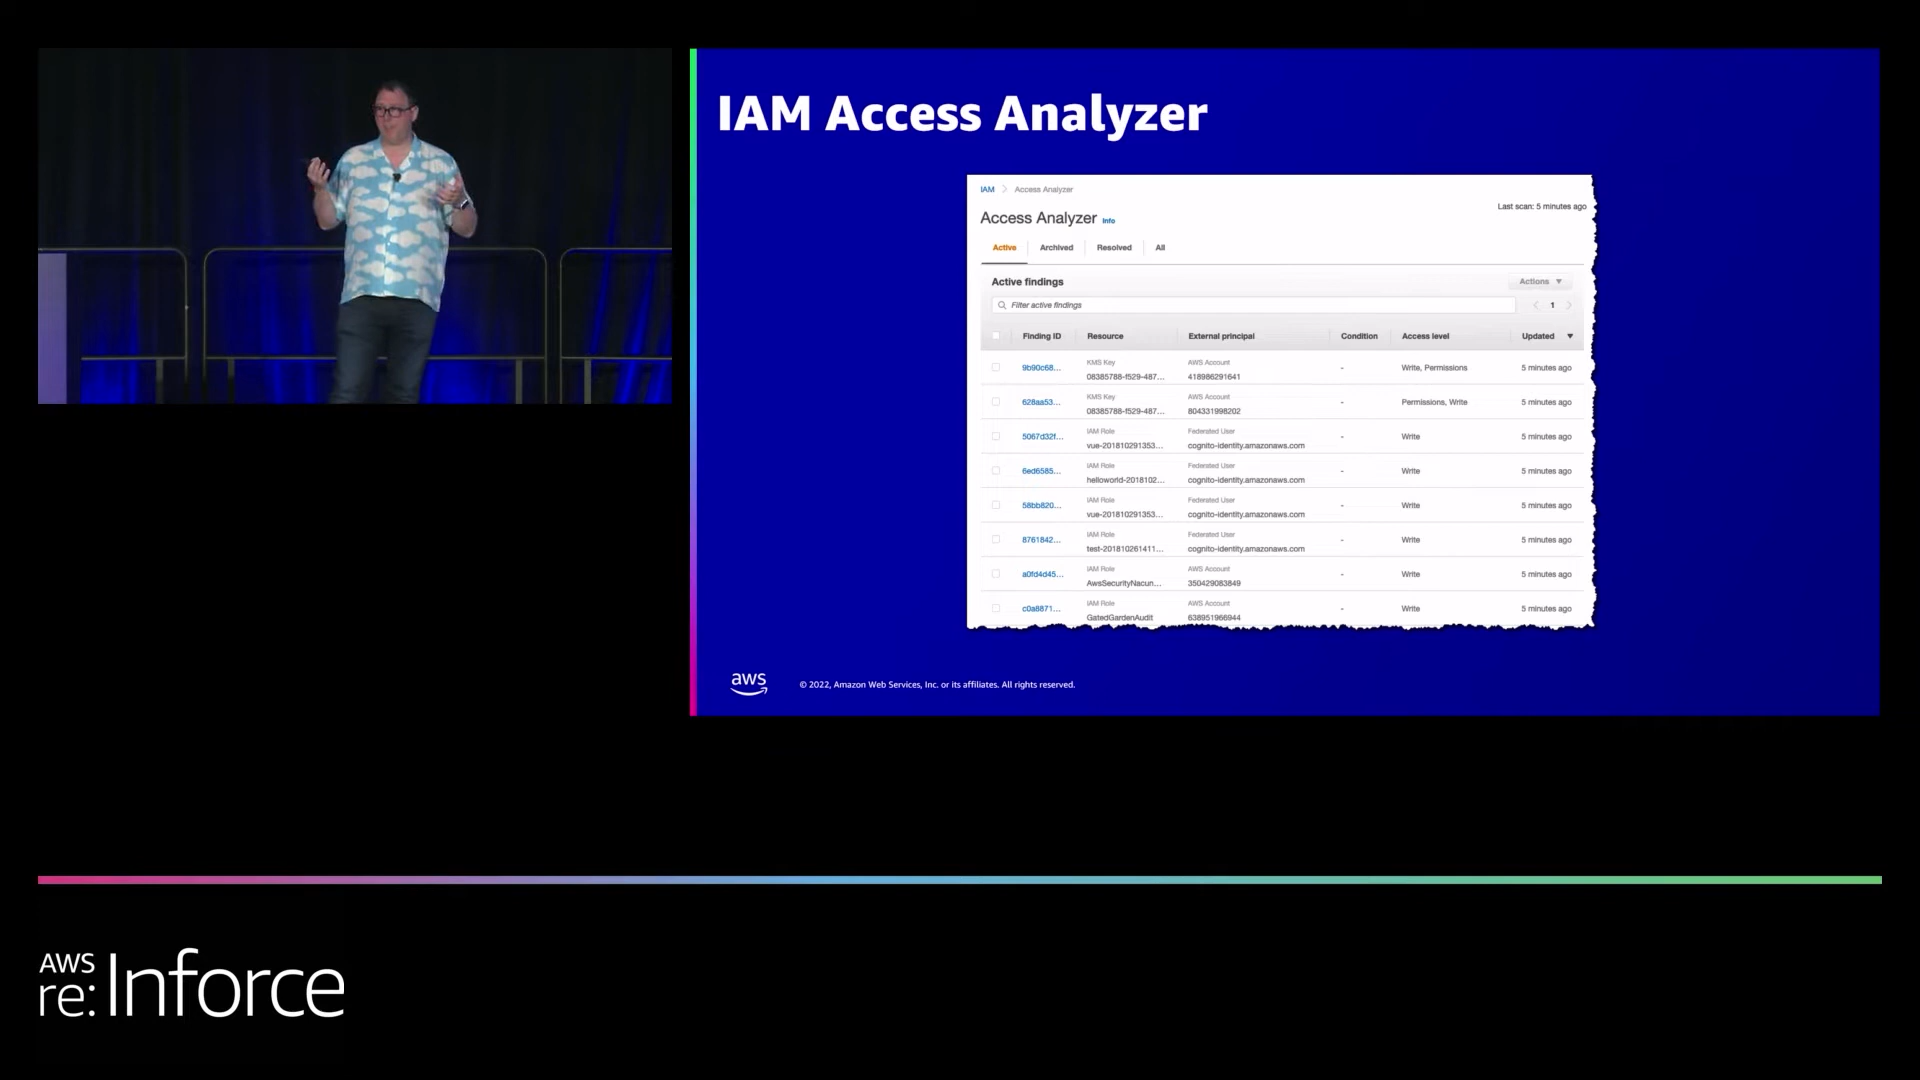 IAM Access Analyzer
IAM > Access Analyzer
Last scan: 5 minutes ago
Access Analyzer Info
Active Archived Resolved All
Active findings
Actions
Filter active findings
1
Finding ID Resource External principal Condition Access level Updated
KMS Key AWS Account
9b90c68... 08385788-f529-487... 418986291641 - Write, Permissions 5 minutes ago
KMS Key AWS Account
628aa53... 08385788-f529-487... 804331998202 - Permissions, Write 5 minutes ago
IAM Role Federated User
5067d32f... vue-201810291353... cognito-identity.amazonaws.com - Write 5 minutes ago
IAM Role Federated User
6ed6585... helloworld-2018102... cognito-identity.amazonaws.com - Write 5 minutes ago
IAM Role Federated User
58bb820... vue-201810291353... cognito-identity.amazonaws.com - Write 5 minutes ago
IAM Role Federated User
8761842... test-201810261411... cognito-identity.amazonaws.com - Write 5 minutes ago
IAM Role AWS Account
a0fd4d45... AwsSecurityNacun... 350429083849 - Write 5 minutes ago
IAM Role AWS Account
c0a8871... GatedGardenAudit 638951966944 - Write 5 minutes ago
aws
© 2022, Amazon Web Services, Inc. or its affiliates. All rights reserved.
AWS
re:Inforce